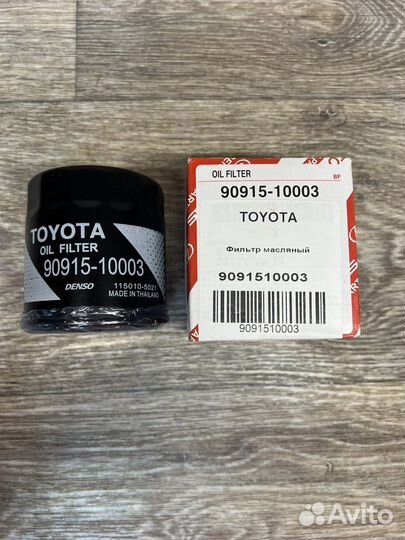 TOYOTA
OIL FILTER
90915-10003
DENSO
115010-5021
MADE IN THAILAND
OIL FILTER
BF
90915-10003
TOYOTA
Фильтр масляный
9091510003
9091510003
Avito